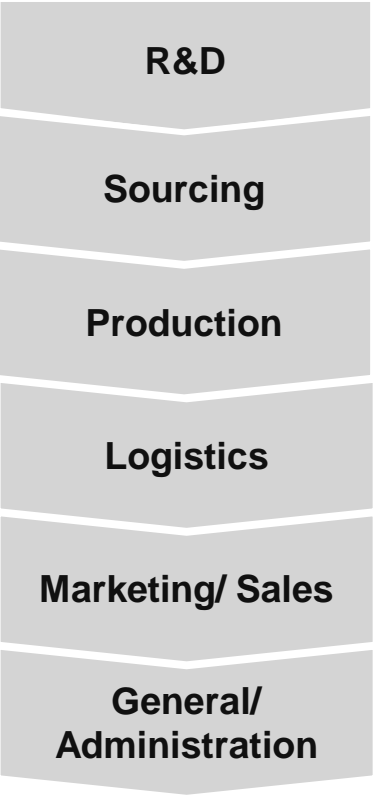 R&D
Sourcing
Production
Logistics
Marketing/ Sales
General/
Administration